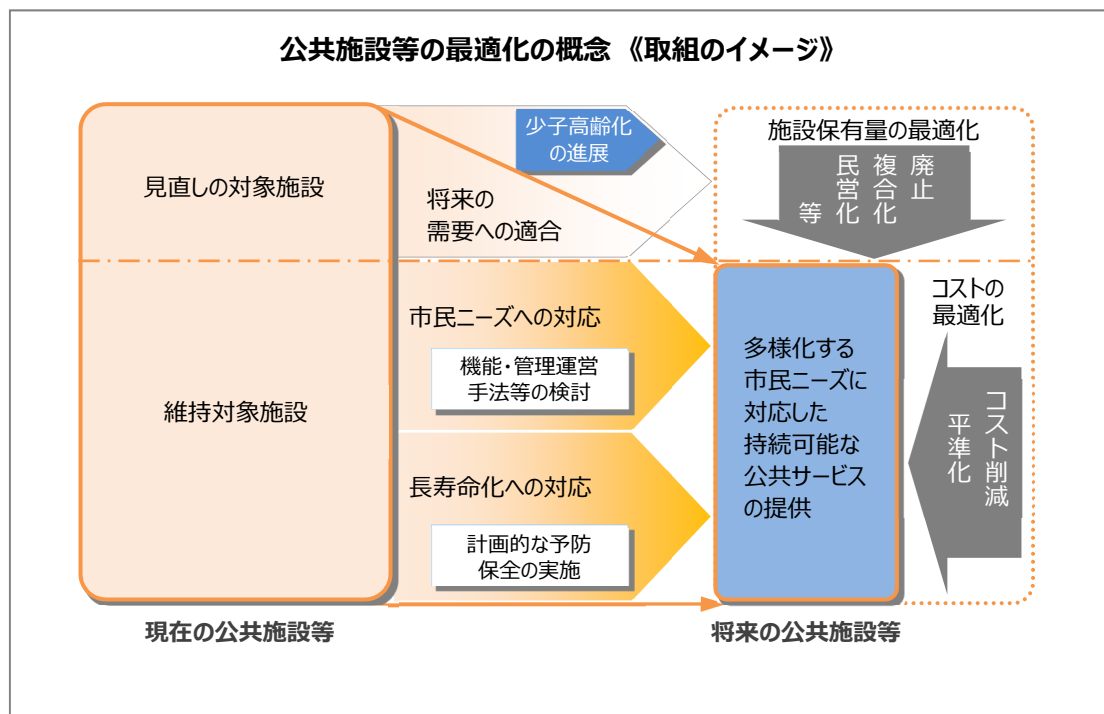 公共施設等の最適化の概念 《取組のイメージ》
見直しの対象施設
維持対象施設
現在の公共施設等
少子高齢化
の進展
将来の
需要への適合
市民ニーズへの対応
機能・管理運営
手法等の検討
長寿命化への対応
計画的な予防
保全の実施
施設保有量の最適化
廃止
複合化
民営化
等
多様化する
市民ニーズに
対応した
持続可能な
公共サービス
の提供
コストの
最適化
コスト削減
平準化
将来の公共施設等